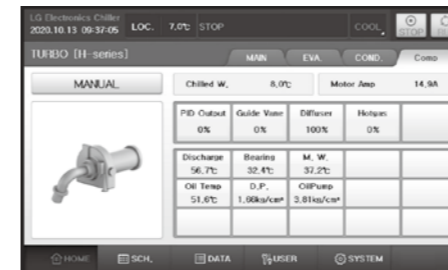 LG Electronics Chiller
2020.10.13 09:37:05 LOC. 7.0℃ STOP COOL STOP
TURBO [H-series] MAIN EVA. COND. Comp
MANUAL Chilled W. 8.0℃ Motor Amp 14.9A
PID Output Guide Vane Diffuser Hotgas
0% 0% 100% 0%
Discharge Bearing M. W.
56.7℃ 32.4℃ 37.2℃
Oil Temp D.P. OilPump
51.6℃ 1.66kg/cm² 3.81kg/cm²
HOME SCH. DATA USER SYSTEM